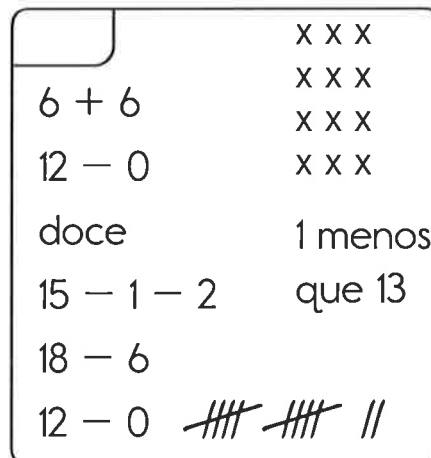 6 + 6
12 – 0
doce
15 – 1 – 2
18 – 6
12 – 0
x x x
x x x
x x x
x x x
1 menos
que 13